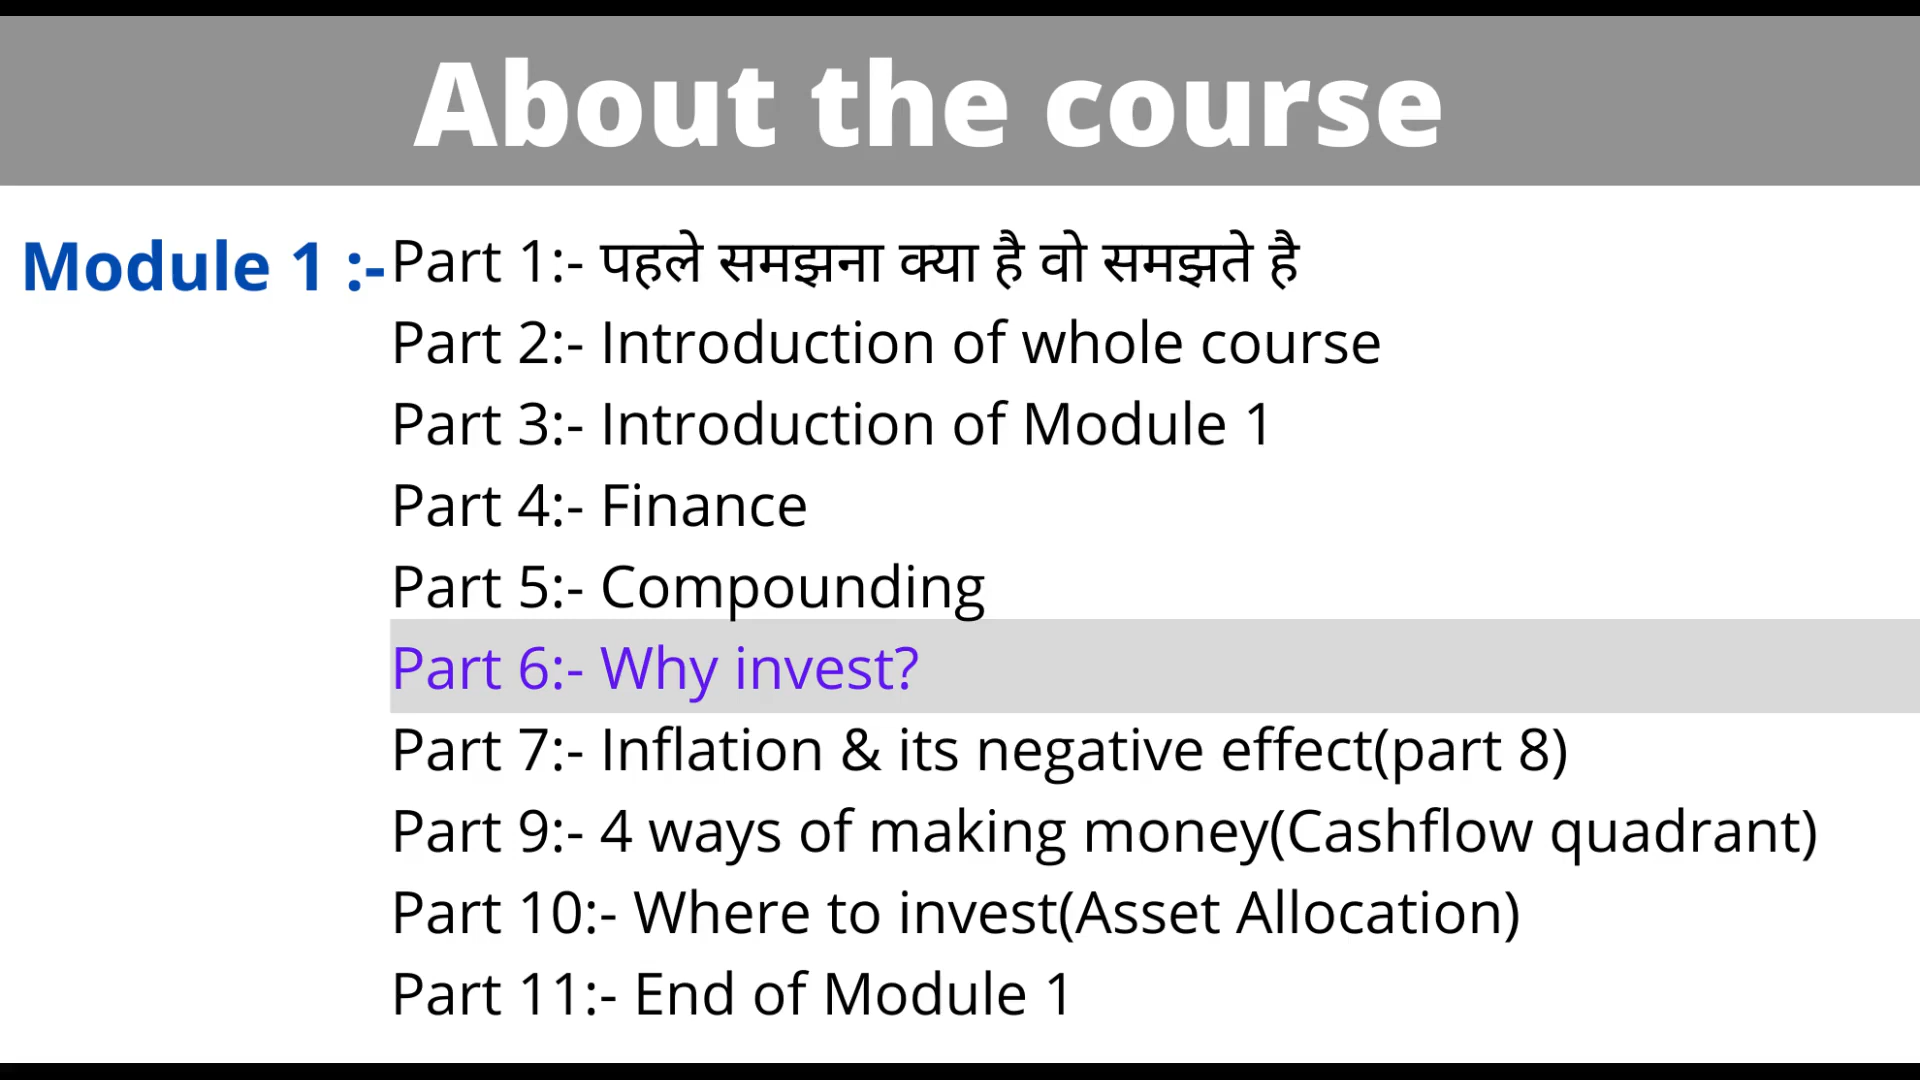 About the course
Module 1 :- Part 1:- पहले समझना क्या है वो समझते है
Part 2:- Introduction of whole course
Part 3:- Introduction of Module 1
Part 4:- Finance
Part 5:- Compounding
Part 6:- Why invest?
Part 7:- Inflation & its negative effect(part 8)
Part 9:- 4 ways of making money(Cashflow quadrant)
Part 10:- Where to invest(Asset Allocation)
Part 11:- End of Module 1